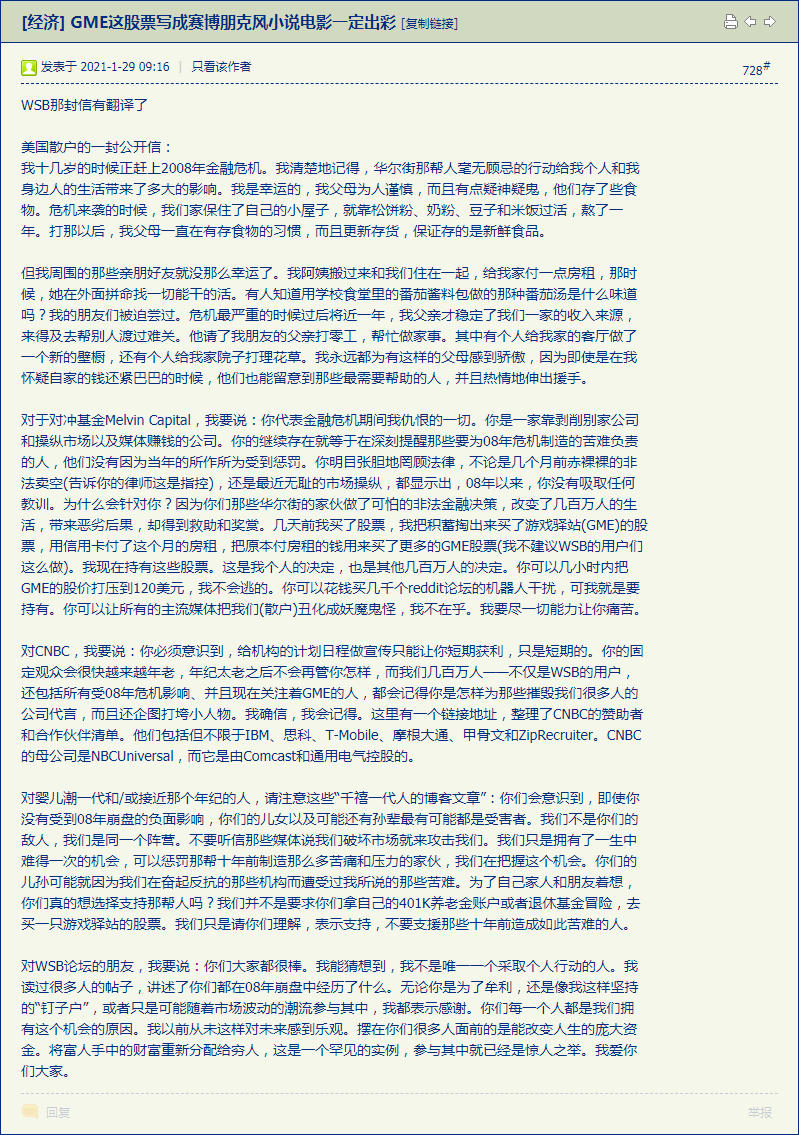 [经济] GME这股票写成赛博朋克风小说电影一定出彩 [复制链接]
发表于 2021-1-29 09:16 | 只看该作者
728#
WSB那封信有翻译了
美国散户的一封公开信：
我十几岁的时候正赶上2008年金融危机。我清楚地记得，华尔街那帮人毫无顾忌的行动给我个人和我
身边人的生活带来了多大的影响。我是幸运的，我父母为人谨慎，而且有点疑神疑鬼，他们存了些食
物。危机来袭的时候，我们家保住了自己的小屋子，就靠松饼粉、奶粉、豆子和米饭过活，熬了一
年。打那以后，我父母一直在有存食物的习惯，而且更新存货，保证存的是新鲜食品。
但我周围的那些亲朋好友就没那么幸运了。我阿姨搬过来和我们住在一起，给我家付一点房租，那时
候，她在外面拼命找一切能干的活。有人知道用学校食堂里的番茄酱料包做的那种番茄汤是什么味道
吗？我的朋友们被迫尝过。危机最严重的时候过后将近一年，我父亲才稳定了我们一家的收入来源，
来得及去帮别人渡过难关。他请了我朋友的父亲打零工，帮忙做家事。其中有个人给我家的客厅做了
一个新的壁橱，还有个人给我家院子打理花草。我永远都为有这样的父母感到骄傲，因为即使是在我
怀疑自家的钱还紧巴巴的时候，他们也能留意到那些最需要帮助的人，并且热情地伸出援手。
对于对冲基金Melvin Capital，我要说：你代表金融危机期间我仇恨的一切。你是一家靠剥削别家公司
和操纵市场以及媒体赚钱的公司。你的继续存在就等于在深刻提醒那些要为08年危机制造的苦难负责
的人，他们没有因为当年的所作所为受到惩罚。你明目张胆地罔顾法律，不论是几个月前赤裸裸的非
法卖空(告诉你的律师这是指控)，还是最近无耻的市场操纵，都显示出，08年以来，你没有吸取任何
教训。为什么会针对你？因为你们那些华尔街的家伙做了可怕的非法金融决策，改变了几百万人的生
活，带来恶劣后果，却得到救助和奖赏。几天前我买了股票，我把积蓄掏出来买了游戏驿站(GME)的股
票，用信用卡付了这个月的房租，把原本付房租的钱用来买了更多的GME股票(我不建议WSB的用户们
这么做)。我现在持有这些股票。这是我个人的决定，也是其他几百万人的决定。你可以几小时内把
GME的股价打压到120美元，我不会逃的。你可以花钱买几千个reddit论坛的机器人干扰，可我就是要
持有。你可以让所有的主流媒体把我们(散户)丑化成妖魔鬼怪，我不在乎。我要尽一切能力让你痛苦。
对CNBC，我要说：你必须意识到，给机构的计划日程做宣传只能让你短期获利，只是短期的。你的固
定观众会很快越来越年老，年纪太老之后不会再管你怎样，而我们几百万人——不仅是WSB的用户，
还包括所有受08年危机影响、并且现在关注着GME的人，都会记得你是怎样为那些摧毁我们很多人的
公司代言，而且还企图打垮小人物。我确信，我会记得。这里有一个链接地址，整理了CNBC的赞助者
和合作伙伴清单。他们包括但不限于IBM、思科、T-Mobile、摩根大通、甲骨文和ZipRecruiter。CNBC
的母公司是NBCUniversal，而它是由Comcast和通用电气控股的。
对婴儿潮一代和/或接近那个年纪的人，请注意这些“千禧一代人的博客文章”：你们会意识到，即使你
没有受到08年崩盘的负面影响，你们的儿女以及可能还有孙辈最有可能都是受害者。我们不是你们的
敌人，我们是同一个阵营。不要听信那些媒体说我们破坏市场就来攻击我们。我们只是拥有了一生中
难得一次的机会，可以惩罚那帮十年前制造那么多苦痛和压力的家伙，我们在把握这个机会。你们的
儿孙可能就因为我们在奋起反抗的那些机构而遭受过我所说的那些苦难。为了自己家人和朋友着想，
你们真的想选择支持那帮人吗？我们并不是要求你们拿自己的401K养老金账户或者退休基金冒险，去
买一只游戏驿站的股票。我们只是请你们理解，表示支持，不要支援那些十年前造成如此苦难的人。
对WSB论坛的朋友，我要说：你们大家都很棒。我能猜想到，我不是唯一一个采取个人行动的人。我
读过很多人的帖子，讲述了你们都在08年崩盘中经历了什么。无论你是为了牟利，还是像我这样坚持
的“钉子户”，或者只是可能随着市场波动的潮流参与其中，我都表示感谢。你们每一个人都是我们拥
有这个机会的原因。我以前从未这样对未来感到乐观。摆在你们很多人面前的是能改变人生的庞大资
金。将富人手中的财富重新分配给穷人，这是一个罕见的实例，参与其中就已经是惊人之举。我爱你
们大家。
回复
举报